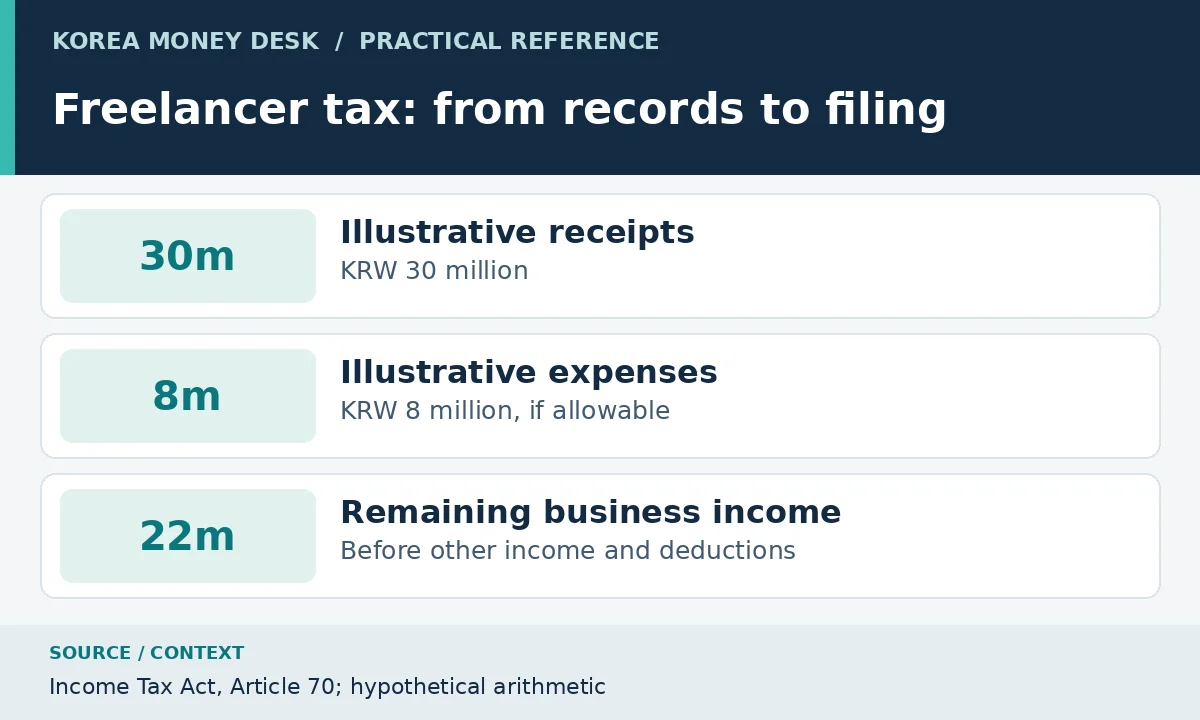 KOREA MONEY DESK / PRACTICAL REFERENCE
Freelancer tax: from records to filing
30m
Illustrative receipts
KRW 30 million
8m
Illustrative expenses
KRW 8 million, if allowable
22m
Remaining business income
Before other income and deductions
SOURCE / CONTEXT
Income Tax Act, Article 70; hypothetical arithmetic